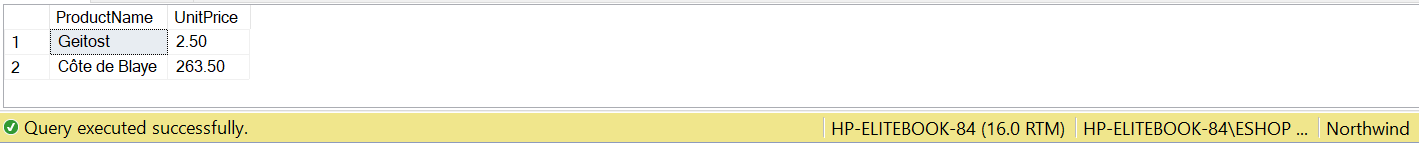 ProductName UnitPrice
1 Geitost 2.50
2 Côte de Blaye 263.50
Query executed successfully. HP-ELITEBOOK-84 (16.0 RTM) HP-ELITEBOOK-84\ESHOP ... Northwind